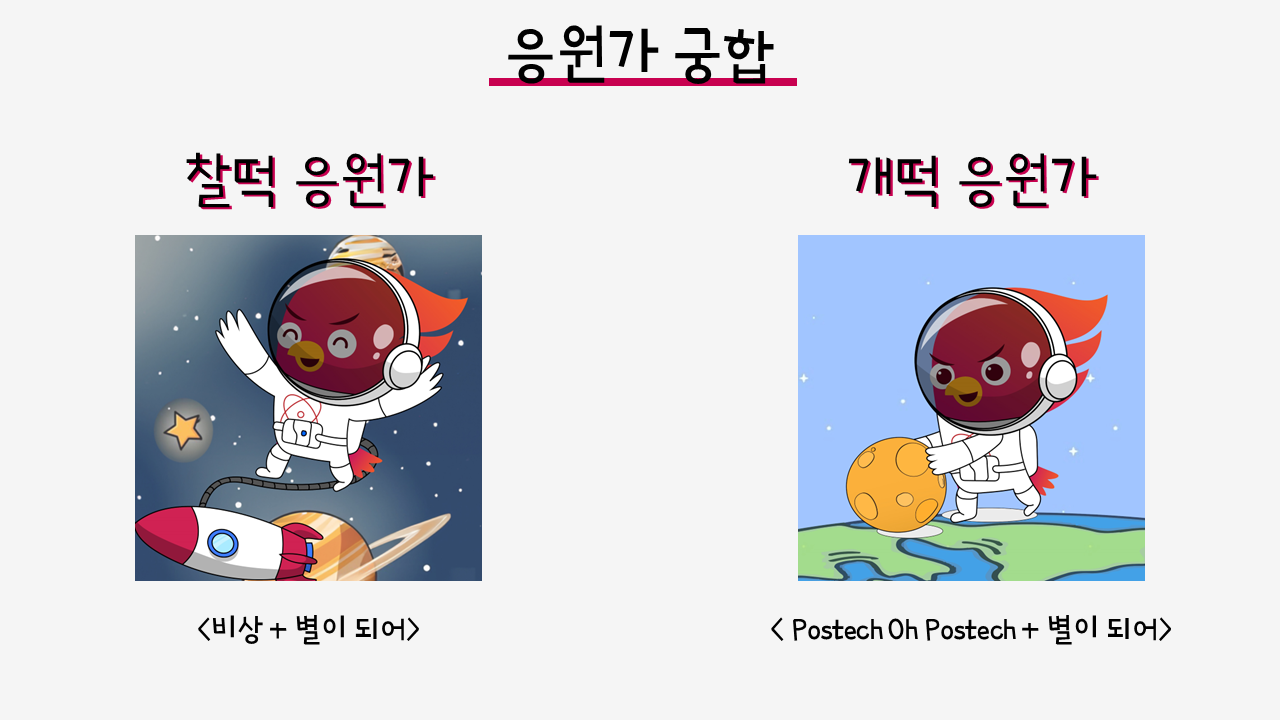 응원가 궁합
찰떡 응원가
개떡 응원가
<비상 + 별이 되어>
< Postech Oh Postech + 별이 되어>